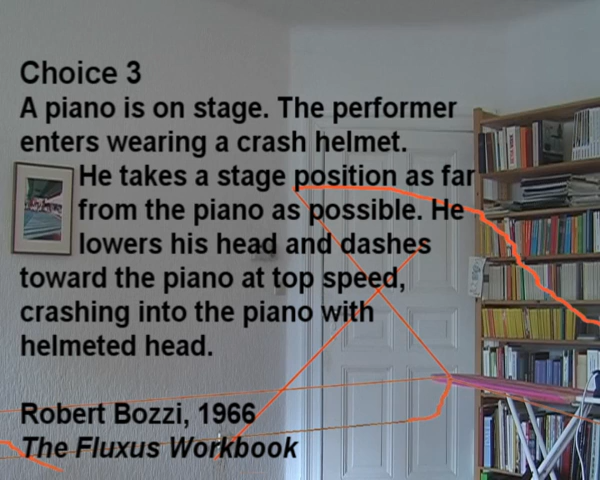 Choice 3
A piano is on stage. The performer
enters wearing a crash helmet.
He takes a stage position as far
from the piano as possible. He
lowers his head and dashes
toward the piano at top speed,
crashing into the piano with
helmeted head.
Robert Bozzi, 1966
The Fluxus Workbook